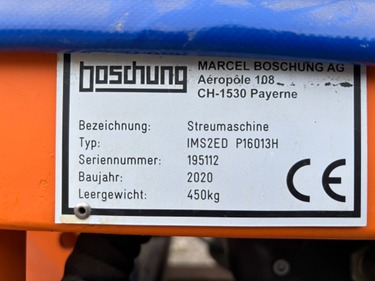 boschung
MARCEL BOSCHUNG AG
Aéropôle 108
CH-1530 Payerne
Bezeichnung: Streumaschine
Typ: IMS2ED P16013H
Seriennummer: 195112
Baujahr: 2020
Leergewicht: 450kg
CE